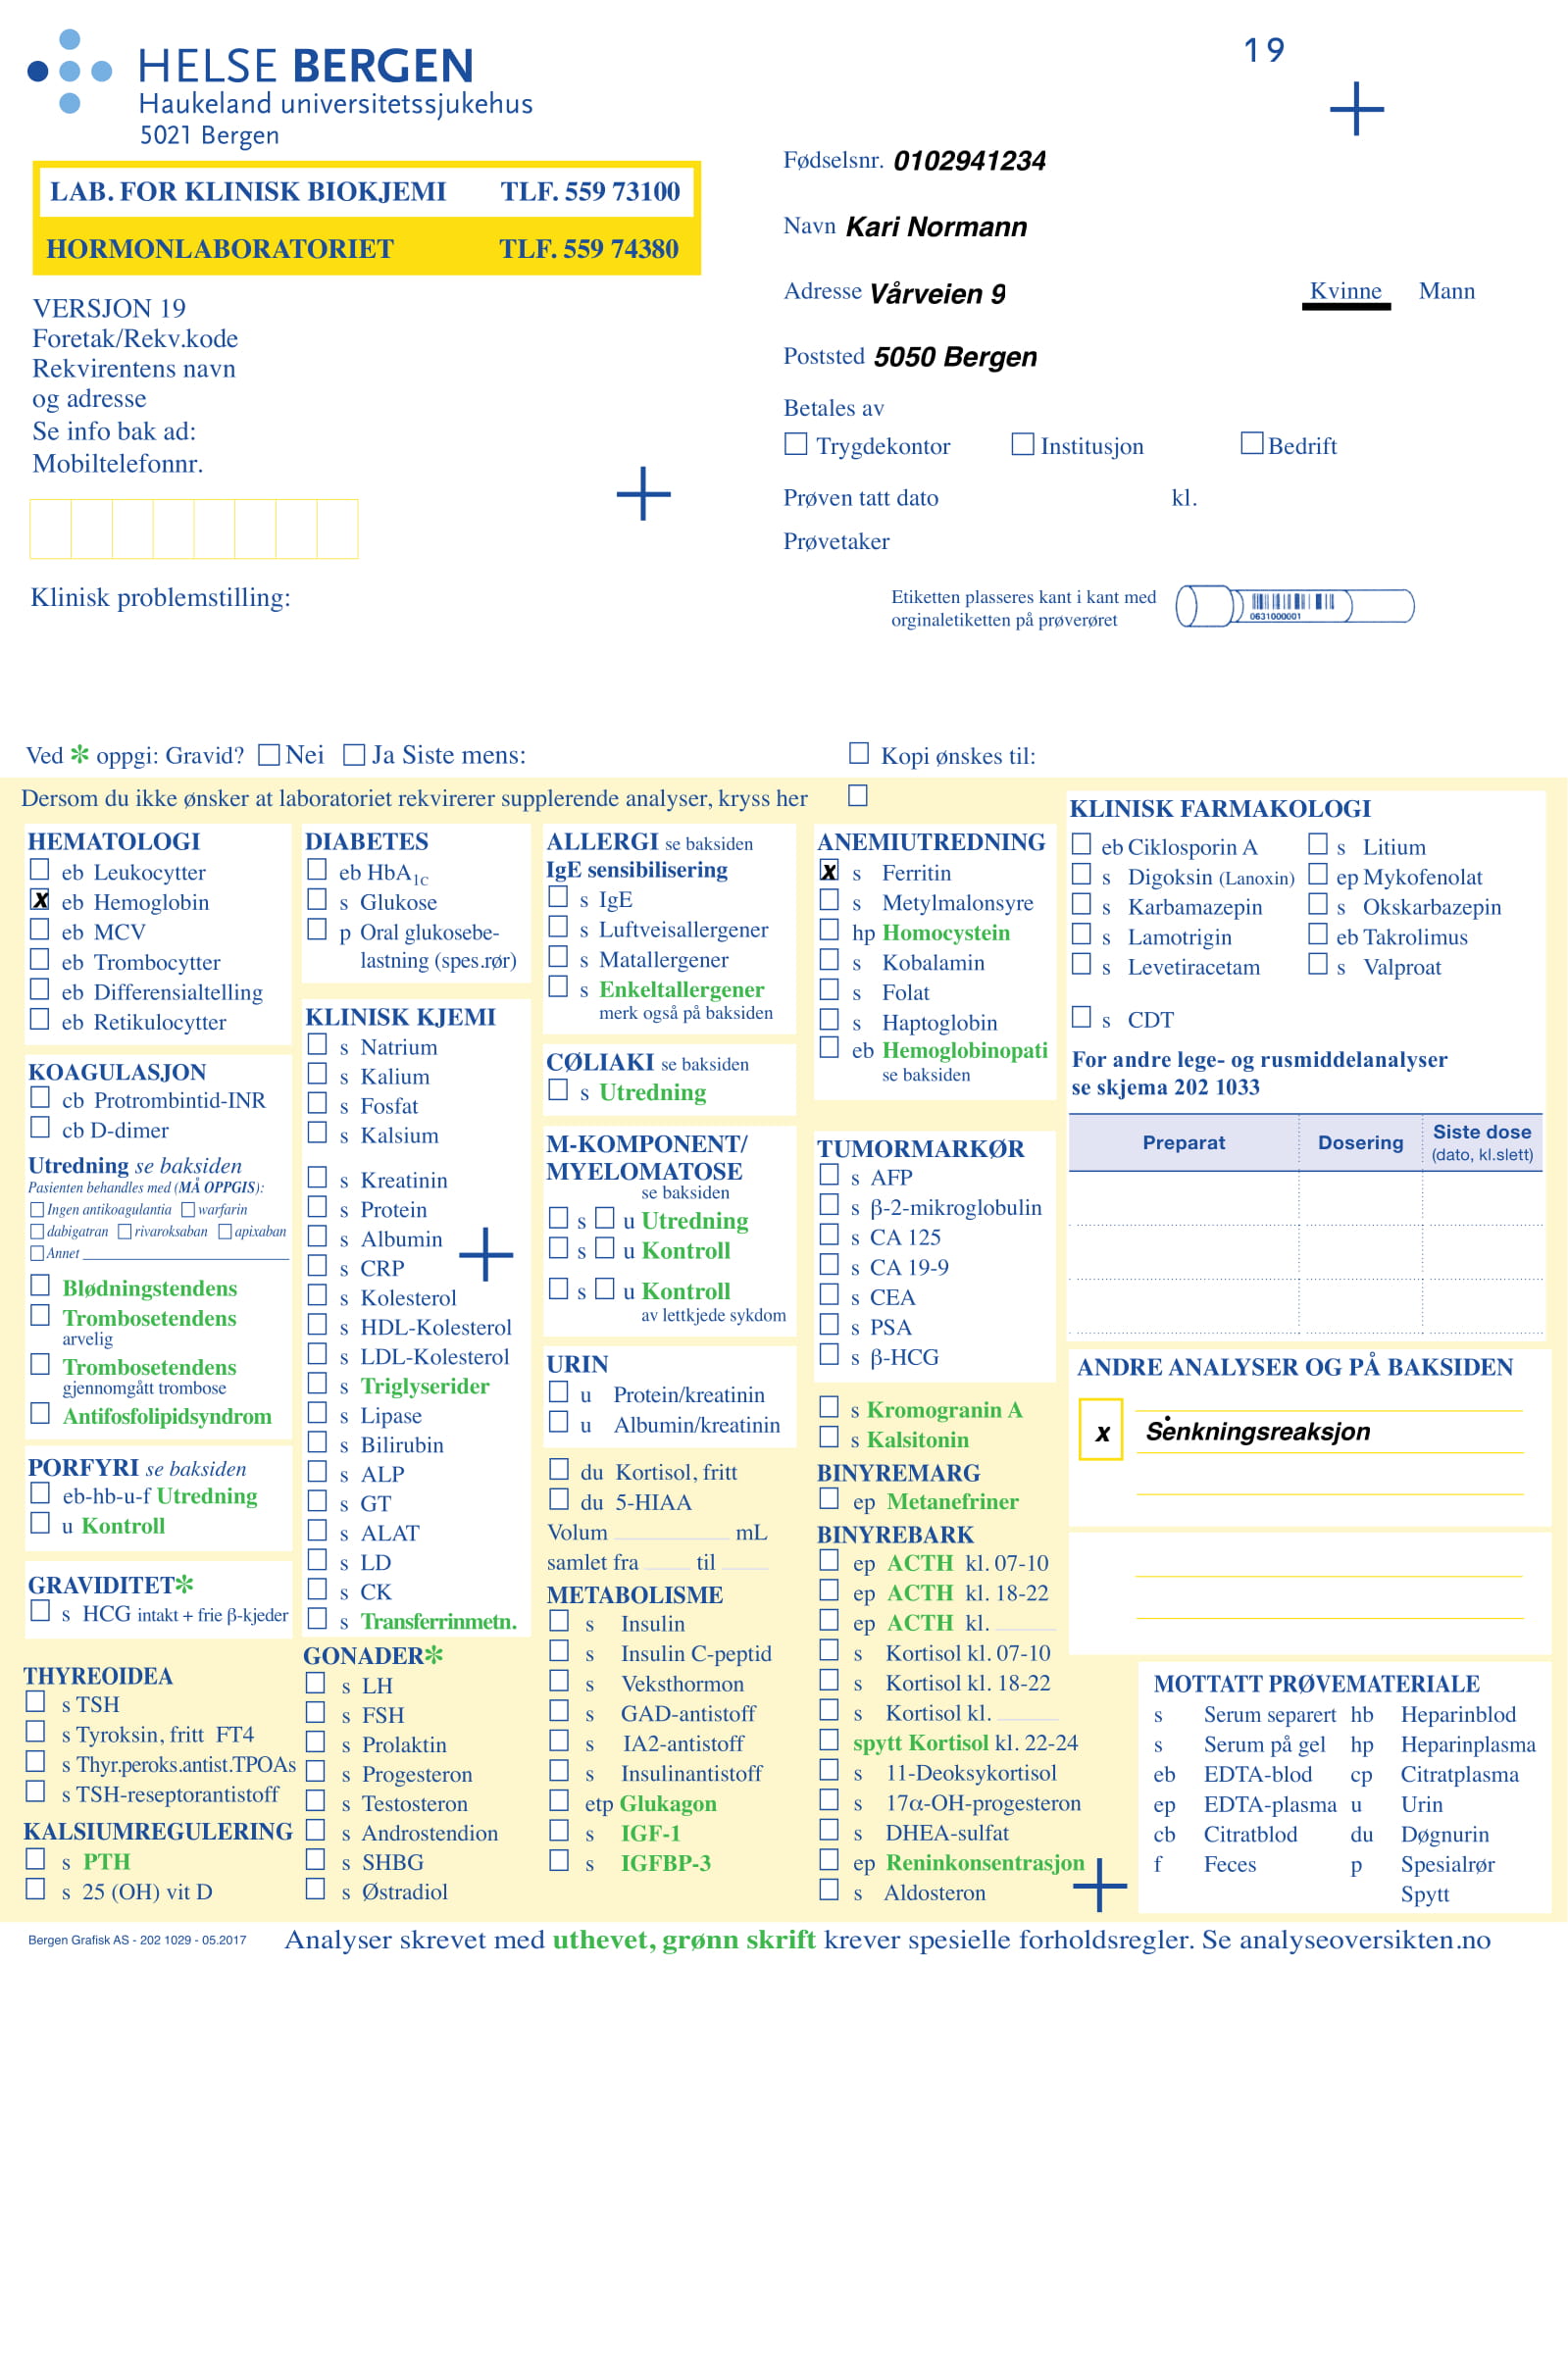 HELSE BERGEN
Haukeland universitetssjukehus
5021 Bergen
19
LAB. FOR KLINISK BIOKJEMI TLF. 559 73100
HORMONLABORATORIET TLF. 559 74380
VERSJON 19
Foretak/Rekv.kode
Rekvirentens navn
og adresse
Se info bak ad:
Mobiltelefonnr.
Klinisk problemstilling:
Fødselsnr. 0102941234
Navn Kari Normann
Adresse Vårveien 9 Kvinne Mann
Poststed 5050 Bergen
Betales av
Trygdekontor Institusjon Bedrift
Prøven tatt dato kl.
Prøvetaker
Etiketten plasseres kant i kant med
orginaletiketten på prøverøret
0631000001
Ved * oppgi: Gravid? Nei Ja Siste mens: Kopi ønskes til:
Dersom du ikke ønsker at laboratoriet rekvirerer supplerende analyser, kryss her
HEMATOLOGI
eb Leukocytter
x eb Hemoglobin
eb MCV
eb Trombocytter
eb Differensialtelling
eb Retikulocytter
KOAGULASJON
cb Protrombintid-INR
cb D-dimer
Utredning se baksiden
Pasienten behandles med (MÅ OPPGIS):
Ingen antikoagulantia warfarin
dabigatran rivaroksaban apixaban
Annet
Blødningstendens
Trombosetendens
arvelig
Trombosetendens
gjennomgått trombose
Antifosfolipidsyndrom
PORFYRI se baksiden
eb-hb-u-f Utredning
u Kontroll
GRAVIDITET*
s HCG intakt + frie β-kjeder
THYREOIDEA
s TSH
s Tyroksin, fritt FT4
s Thyr.peroks.antist.TPOAs
s TSH-reseptorantistoff
KALSIUMREGULERING
s PTH
s 25 (OH) vit D
DIABETES
eb HbA1C
s Glukose
p Oral glukosebe-
lastning (spes.rør)
KLINISK KJEMI
s Natrium
s Kalium
s Fosfat
s Kalsium
s Kreatinin
s Protein
s Albumin
s CRP
s Kolesterol
s HDL-Kolesterol
s LDL-Kolesterol
s Triglyserider
s Lipase
s Bilirubin
s ALP
s GT
s ALAT
s LD
s CK
s Transferrinmetn.
GONADER*
s LH
s FSH
s Prolaktin
s Progesteron
s Testosteron
s Androstendion
s SHBG
s Østradiol
ALLERGI se baksiden
IgE sensibilisering
s IgE
s Luftveisallergener
s Matallergener
s Enkeltallergener
merk også på baksiden
CØLIAKI se baksiden
s Utredning
M-KOMPONENT/
MYELOMATOSE
se baksiden
s u Utredning
s u Kontroll
s u Kontroll
av lettkjede sykdom
URIN
u Protein/kreatinin
u Albumin/kreatinin
du Kortisol, fritt
du 5-HIAA
Volum mL
samlet fra til
METABOLISME
s Insulin
s Insulin C-peptid
s Veksthormon
s GAD-antistoff
s IA2-antistoff
s Insulinantistoff
etp Glukagon
s IGF-1
s IGFBP-3
ANEMIUTREDNING
x s Ferritin
s Metylmalonsyre
hp Homocystein
s Kobalamin
s Folat
s Haptoglobin
eb Hemoglobinopati
se baksiden
TUMORMARKØR
s AFP
s β-2-mikroglobulin
s CA 125
s CA 19-9
s CEA
s PSA
s β-HCG
s Kromogranin A
s Kalsitonin
BINYREMARG
ep Metanefriner
BINYREBARK
ep ACTH kl. 07-10
ep ACTH kl. 18-22
ep ACTH kl.
s Kortisol kl. 07-10
s Kortisol kl. 18-22
s Kortisol kl.
spytt Kortisol kl. 22-24
s 11-Deoksykortisol
s 17α-OH-progesteron
s DHEA-sulfat
ep Reninkonsentrasjon
s Aldosteron
KLINISK FARMAKOLOGI
eb Ciklosporin A s Litium
s Digoksin (Lanoxin) ep Mykofenolat
s Karbamazepin s Okskarbazepin
s Lamotrigin eb Takrolimus
s Levetiracetam s Valproat
s CDT
For andre lege- og rusmiddelanalyser
se skjema 202 1033
Preparat Dosering Siste dose
(dato, kl.slett)
ANDRE ANALYSER OG PÅ BAKSIDEN
x Senkningsreaksjon
MOTTATT PRØVEMATERIALE
s Serum separert hb Heparinblod
s Serum på gel hp Heparinplasma
eb EDTA-blod cp Citratplasma
ep EDTA-plasma u Urin
cb Citratblod du Døgnurin
f Feces p Spesialrør
Spytt
Bergen Grafisk AS - 202 1029 - 05.2017
Analyser skrevet med uthevet, grønn skrift krever spesielle forholdsregler. Se analyseoversikten.no